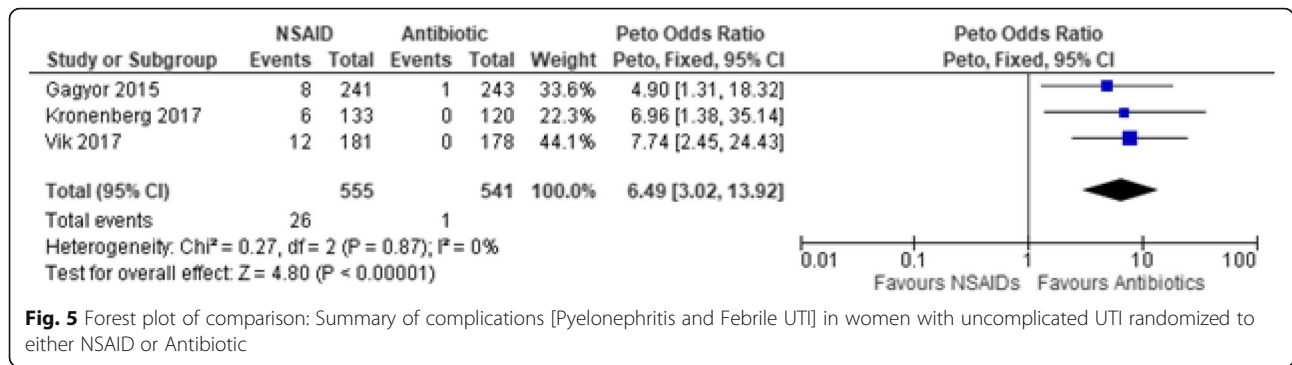 NSAID Antibiotic Peto Odds Ratio Peto Odds Ratio
Study or Subgroup Events Total Events Total Weight Peto, Fixed, 95% CI Peto, Fixed, 95% CI
Gagyor 2015 8 241 1 243 33.6% 4.90 [1.31, 18.32]
Kronenberg 2017 6 133 0 120 22.3% 6.96 [1.38, 35.14]
Vik 2017 12 181 0 178 44.1% 7.74 [2.45, 24.43]
Total (95% CI) 555 541 100.0% 6.49 [3.02, 13.92]
Total events 26 1
Heterogeneity: Chi² = 0.27, df = 2 (P = 0.87); I² = 0%
Test for overall effect: Z = 4.80 (P < 0.00001)
0.01 0.1 1 10 100
Favours NSAIDs Favours Antibiotics
Fig. 5 Forest plot of comparison: Summary of complications [Pyelonephritis and Febrile UTI] in women with uncomplicated UTI randomized to
either NSAID or Antibiotic